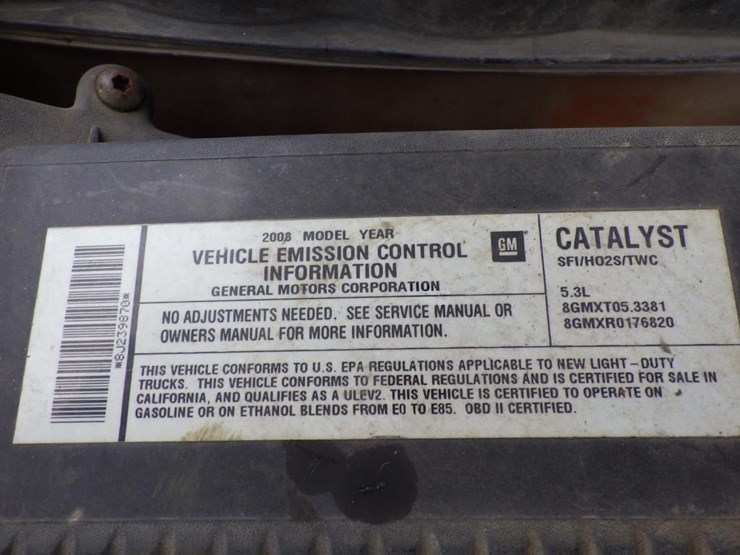 *8J239870*
2008 MODEL YEAR
VEHICLE EMISSION CONTROL
INFORMATION
GENERAL MOTORS CORPORATION
GM
NO ADJUSTMENTS NEEDED. SEE SERVICE MANUAL OR
OWNERS MANUAL FOR MORE INFORMATION.
CATALYST
SFI/HO2S/TWC
5.3L
8GMXT05.3381
8GMXR0176820
THIS VEHICLE CONFORMS TO U.S. EPA REGULATIONS APPLICABLE TO NEW LIGHT-DUTY
TRUCKS. THIS VEHICLE CONFORMS TO FEDERAL REGULATIONS AND IS CERTIFIED FOR SALE IN
CALIFORNIA, AND QUALIFIES AS A ULEV2. THIS VEHICLE IS CERTIFIED TO OPERATE ON
GASOLINE OR ON ETHANOL BLENDS FROM E0 TO E85. OBD II CERTIFIED.